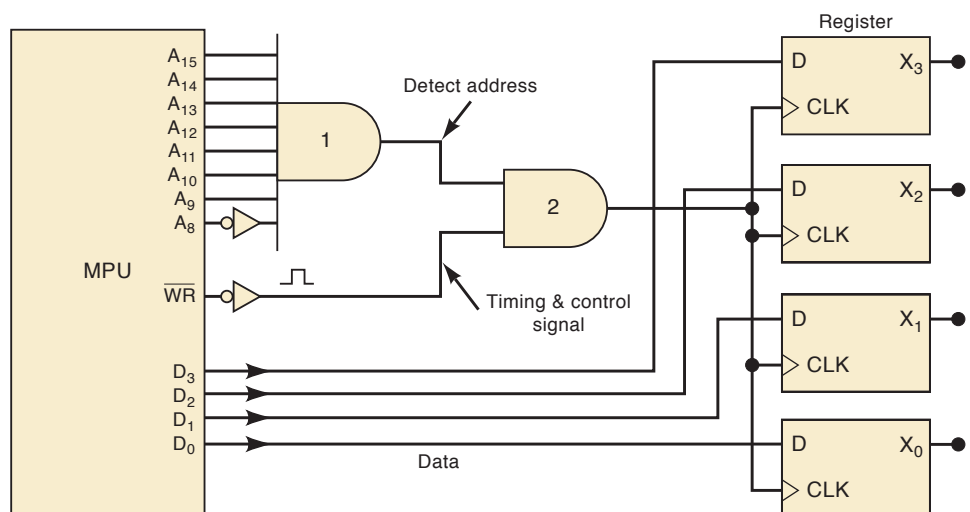 Register
MPU
A₁₅
A₁₄
A₁₃
A₁₂
A₁₁
A₁₀
A₉
A₈
W̅R̅
D₃
D₂
D₁
D₀
1
Detect address
2
Timing & control
signal
Data
D X₃
CLK
D X₂
CLK
D X₁
CLK
D X₀
CLK